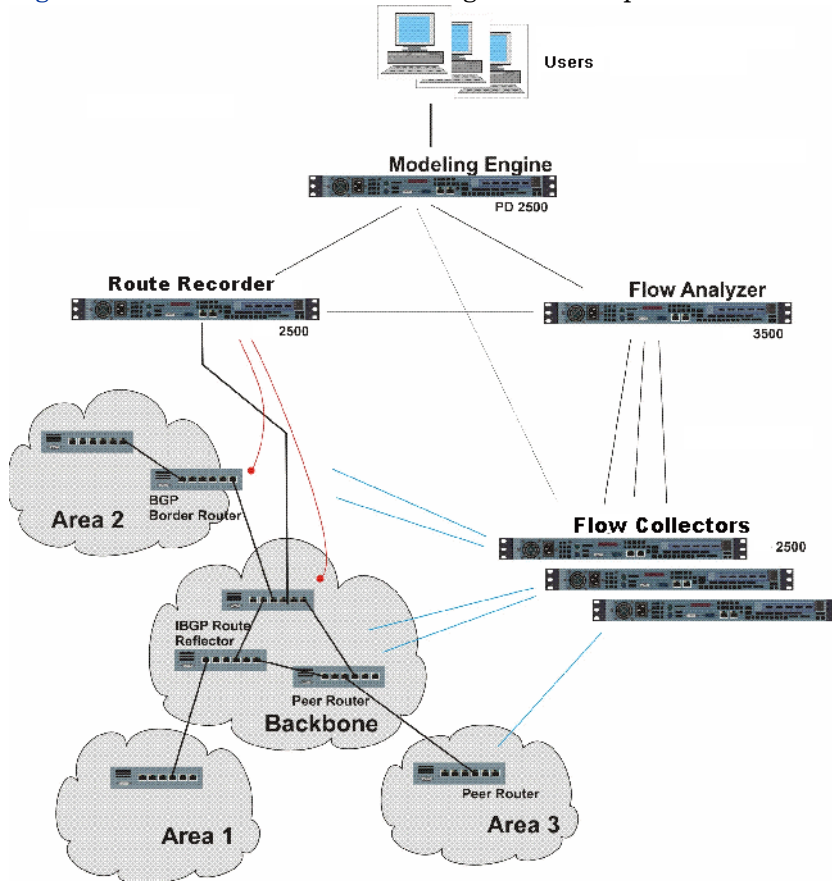 Users
Modeling Engine
PD 2500
Route Recorder
2500
Flow Analyzer
3500
BGP
Border Router
Area 2
Flow Collectors
2500
IBGP Route
Reflector
Peer Router
Backbone
Peer Router
Area 1
Area 3